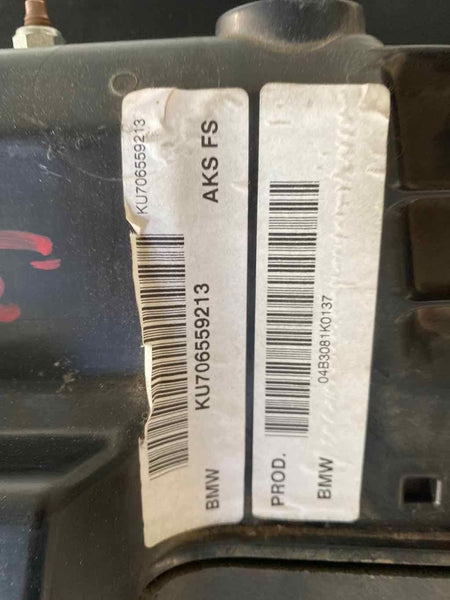 KU706559213
AKS FS
KU706559213
BMW
04B3081K0137
PROD.
BMW